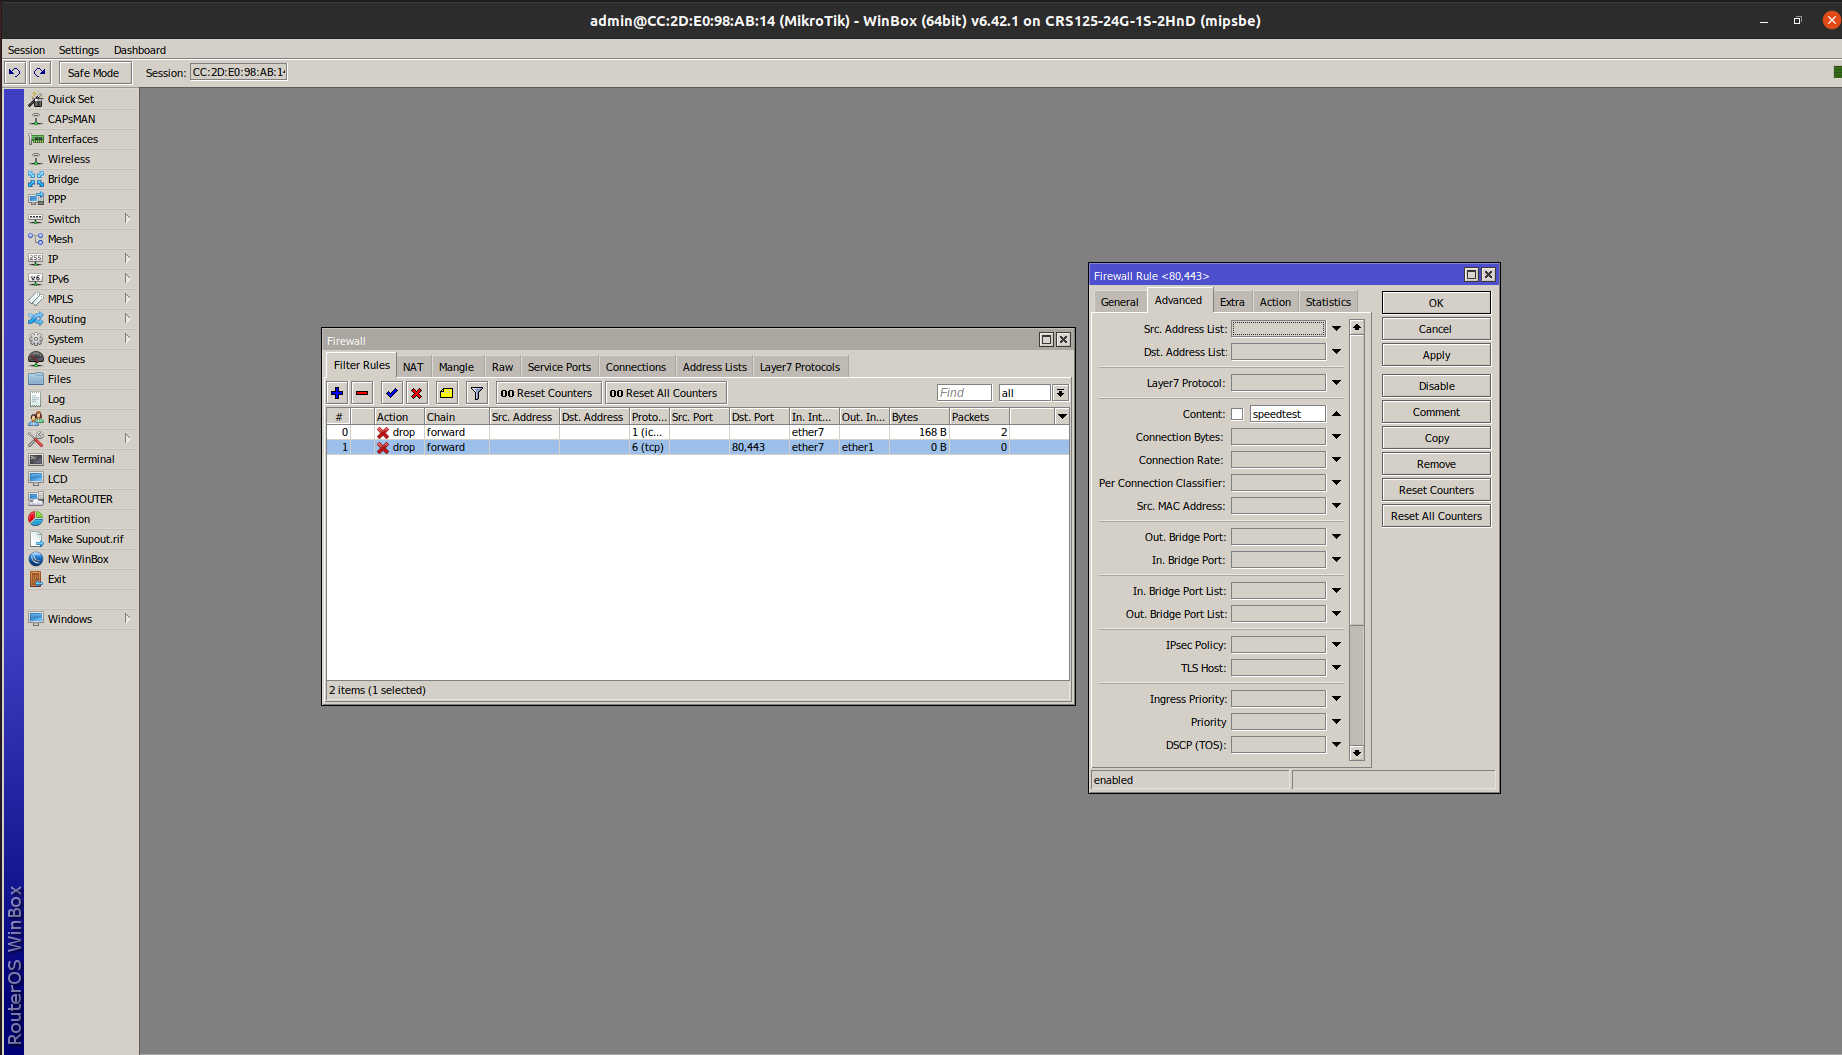 admin@CC:2D:E0:98:AB:14 (MikroTik) - WinBox (64bit) v6.42.1 on CRS125-24G-1S-2HnD (mipsbe)
Session Settings Dashboard
Safe Mode Session: CC:2D:E0:98:AB:14
Quick Set
CAPsMAN
Interfaces
Wireless
Bridge
PPP
Switch
Mesh
IP
IPv6
MPLS
Routing
System
Queues
Files
Log
Radius
Tools
New Terminal
LCD
MetaROUTER
Partition
Make Supout.rif
New WinBox
Exit
Windows
RouterOS WinBox
Firewall
Filter Rules NAT Mangle Raw Service Ports Connections Address Lists Layer7 Protocols
00 Reset Counters 00 Reset All Counters Find all
# Action Chain Src. Address Dst. Address Proto... Src. Port Dst. Port In. Int... Out. In... Bytes Packets
0 drop forward 1 (ic... ether7 168 B 2
1 drop forward 6 (tcp) 80,443 ether7 ether1 0 B 0
2 items (1 selected)
Firewall Rule <80,443>
General Advanced Extra Action Statistics
Src. Address List:
Dst. Address List:
Layer7 Protocol:
Content: speedtest
Connection Bytes:
Connection Rate:
Per Connection Classifier:
Src. MAC Address:
Out. Bridge Port:
In. Bridge Port:
In. Bridge Port List:
Out. Bridge Port List:
IPsec Policy:
TLS Host:
Ingress Priority:
Priority
DSCP (TOS):
OK
Cancel
Apply
Disable
Comment
Copy
Remove
Reset Counters
Reset All Counters
enabled